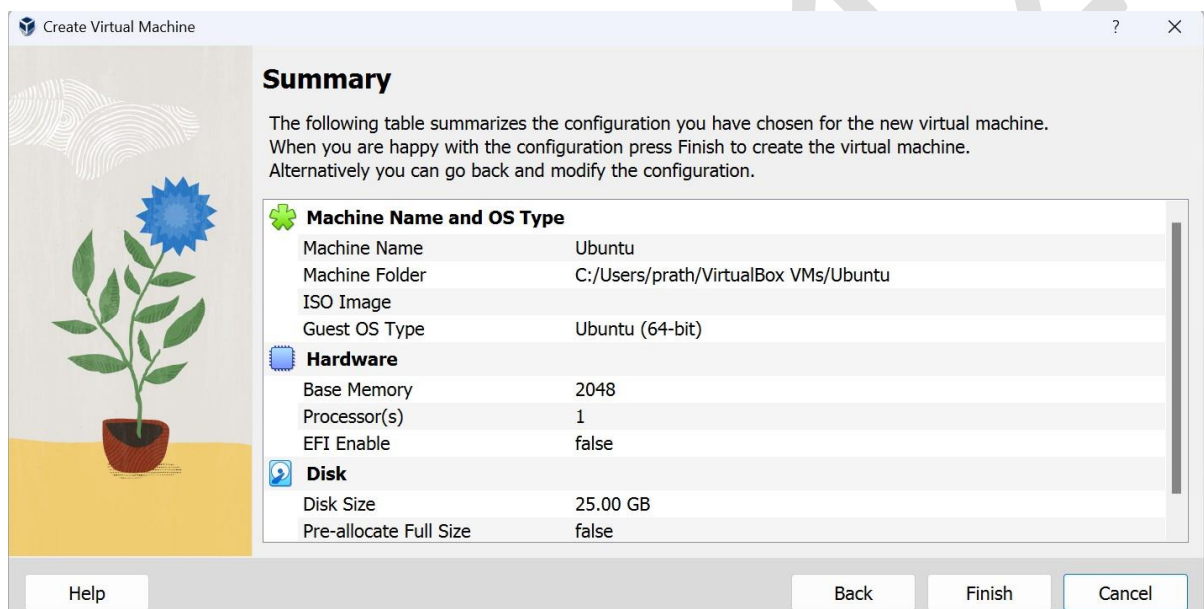 Create Virtual Machine
?
Summary
The following table summarizes the configuration you have chosen for the new virtual machine.
When you are happy with the configuration press Finish to create the virtual machine.
Alternatively you can go back and modify the configuration.
Machine Name and OS Type
Machine Name Ubuntu
Machine Folder C:/Users/prath/VirtualBox VMs/Ubuntu
ISO Image
Guest OS Type Ubuntu (64-bit)
Hardware
Base Memory 2048
Processor(s) 1
EFI Enable false
Disk
Disk Size 25.00 GB
Pre-allocate Full Size false
Help Back Finish Cancel